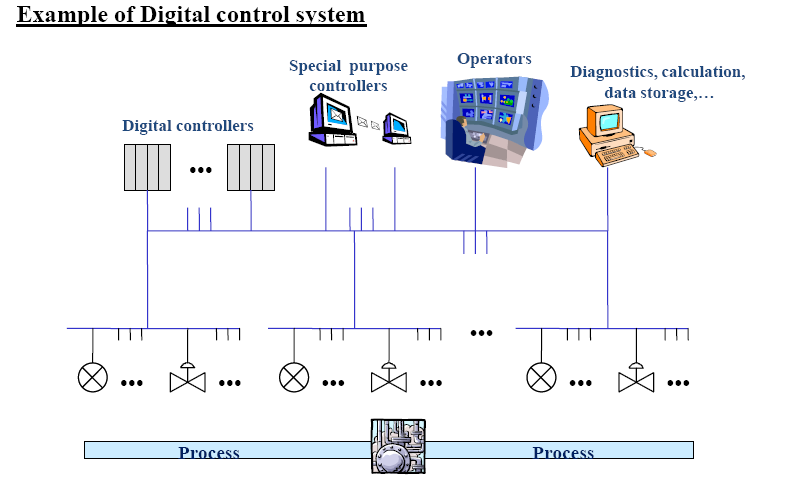 Example of Digital control system
Special purpose
controllers
Operators
Diagnostics, calculation,
data storage,...
Digital controllers
Process
Process